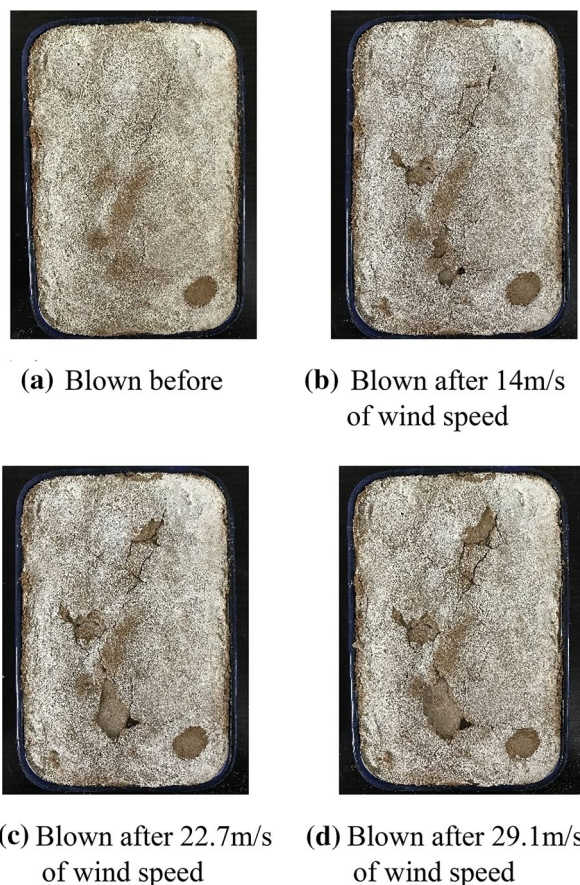 (a) Blown before
(b) Blown after 14m/s
of wind speed
(c) Blown after 22.7m/s
of wind speed
(d) Blown after 29.1m/s
of wind speed